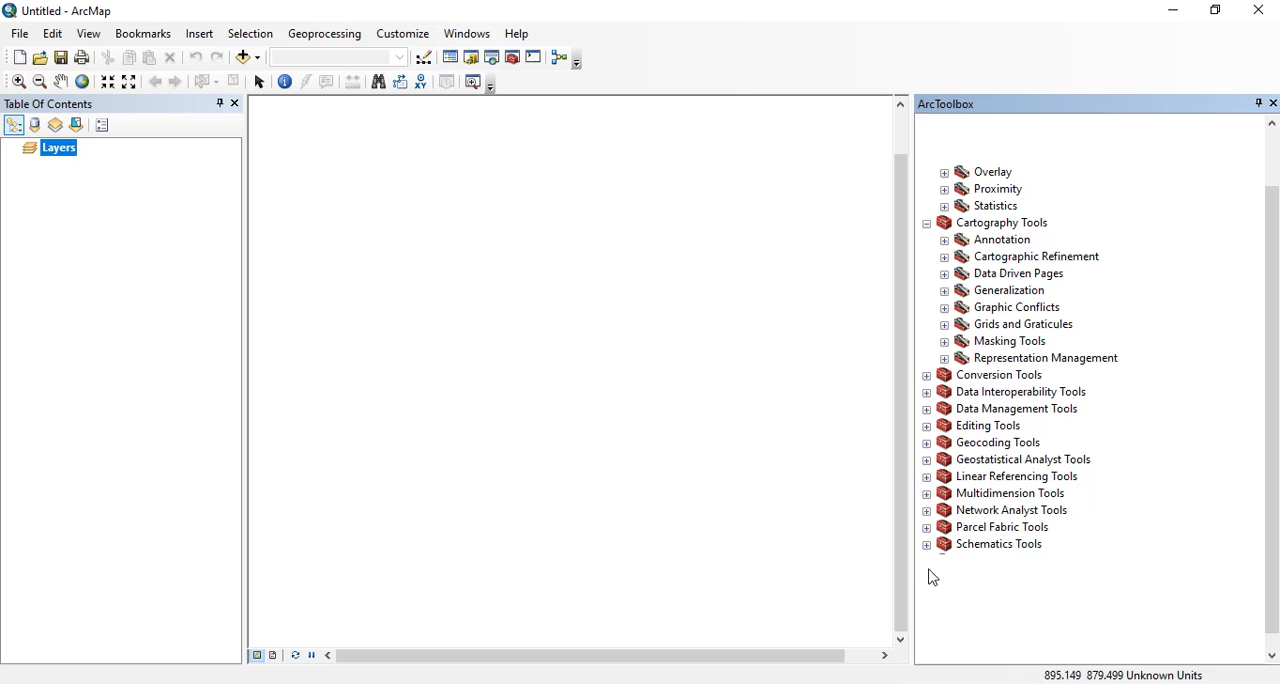 Untitled - ArcMap
File Edit View Bookmarks Insert Selection Geoprocessing Customize Windows Help
Table Of Contents
Layers
ArcToolbox
Overlay
Proximity
Statistics
Cartography Tools
Annotation
Cartographic Refinement
Data Driven Pages
Generalization
Graphic Conflicts
Grids and Graticules
Masking Tools
Representation Management
Conversion Tools
Data Interoperability Tools
Data Management Tools
Editing Tools
Geocoding Tools
Geostatistical Analyst Tools
Linear Referencing Tools
Multidimension Tools
Network Analyst Tools
Parcel Fabric Tools
Schematics Tools
895.149 879.499 Unknown Units